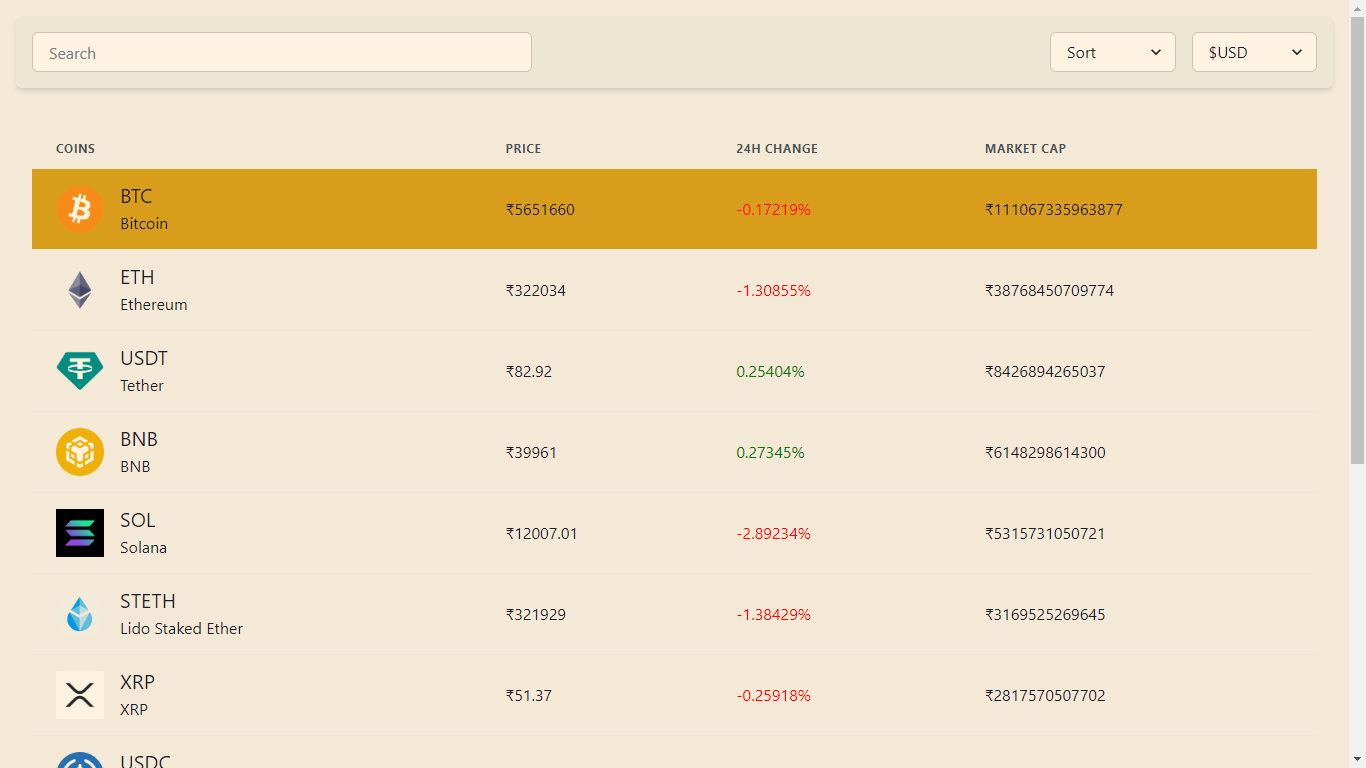 Search
Sort
$USD
COINS PRICE 24H CHANGE MARKET CAP
BTC
Bitcoin
₹5651660
-0.17219%
₹111067335963877
ETH
Ethereum
₹322034
-1.30855%
₹38768450709774
USDT
Tether
₹82.92
0.25404%
₹8426894265037
BNB
BNB
₹39961
0.27345%
₹6148298614300
SOL
Solana
₹12007.01
-2.89234%
₹5315731050721
STETH
Lido Staked Ether
₹321929
-1.38429%
₹3169525269645
XRP
XRP
₹51.37
-0.25918%
₹2817570507702
USDC